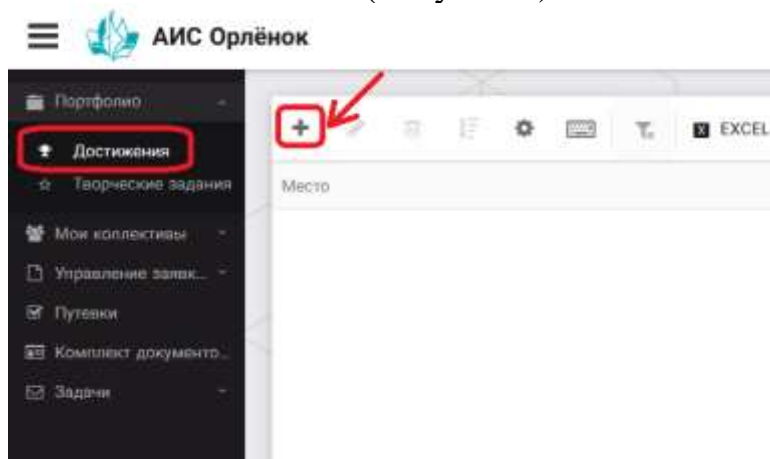 АИС Орлёнок
Портфолио
EXCEL
Достижения
Творческие задания
Место
Мои коллективы
Управление заявк...
Путевки
Комплект документо...
Задачи